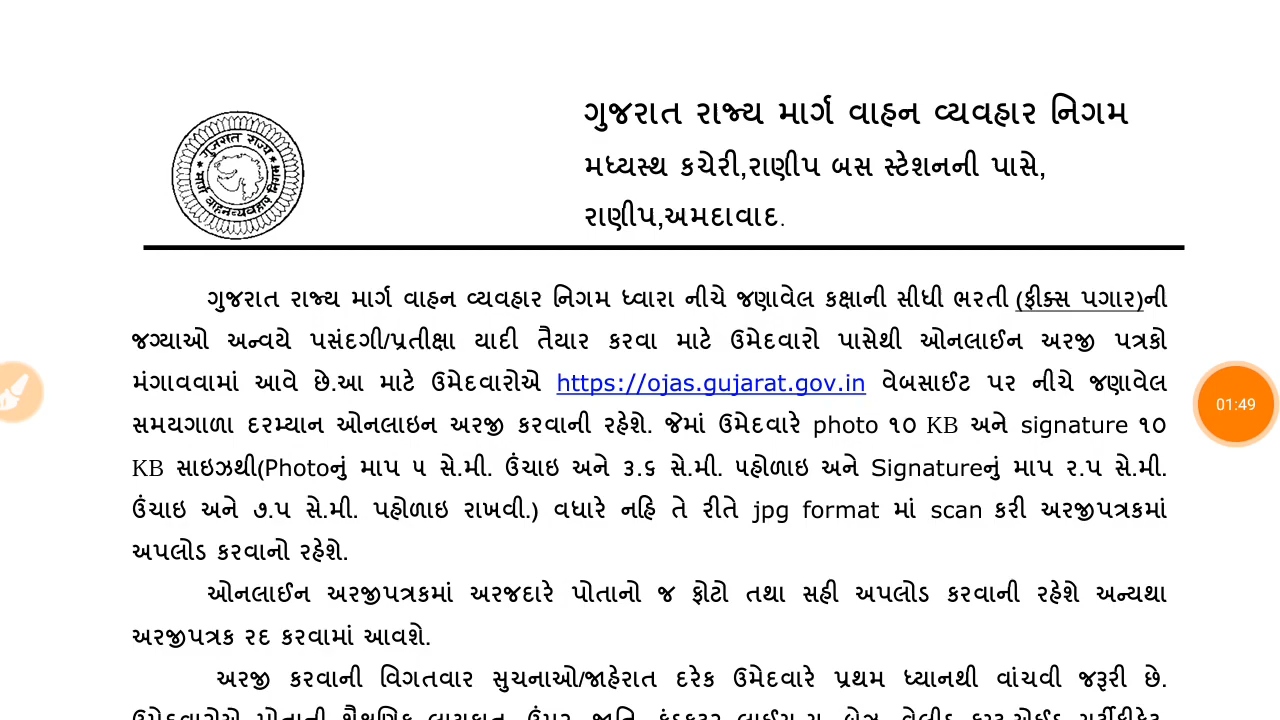 ગુજરાત રાજ્ય માર્ગ વાહન વ્યવહાર નિગમ
મધ્યસ્થ કચેરી,રાણીપ બસ સ્ટેશનની પાસે,
રાણીપ,અમદાવાદ.
ગુજરાત રાજ્ય માર્ગ વાહન વ્યવહાર નિગમ
ગુજરાત રાજ્ય માર્ગ વાહન વ્યવહાર નિગમ ધ્વારા નીચે જણાવેલ કક્ષાની સીધી ભરતી (ફીક્સ પગાર)ની
જગ્યાઓ અન્વયે પસંદગી/પ્રતીક્ષા યાદી તૈયાર કરવા માટે ઉમેદવારો પાસેથી ઓનલાઈન અરજી પત્રકો
મંગાવવામાં આવે છે.આ માટે ઉમેદવારોએ https://ojas.gujarat.gov.in વેબસાઈટ પર નીચે જણાવેલ
સમયગાળા દરમ્યાન ઓનલાઇન અરજી કરવાની રહેશે. જેમાં ઉમેદવારે photo ૧૦ KB અને signature ૧૦
KB સાઇઝથી(Photoનું માપ ૫ સે.મી. ઉંચાઇ અને ૩.૬ સે.મી. ૫હોળાઇ અને Signatureનું માપ ૨.૫ સે.મી.
ઉંચાઇ અને ૭.૫ સે.મી. પહોળાઇ રાખવી.) વધારે નહિ તે રીતે jpg format માં scan કરી અરજીપત્રકમાં
અપલોડ કરવાનો રહેશે.
01:49
ઓનલાઈન અરજીપત્રકમાં અરજદારે પોતાનો જ ફોટો તથા સહી અપલોડ કરવાની રહેશે અન્યથા
અરજીપત્રક રદ કરવામાં આવશે.
અરજી કરવાની વિગતવાર સુચનાઓ/જાહેરાત દરેક ઉમેદવારે પ્રથમ ધ્યાનથી વાંચવી જરૂરી છે.